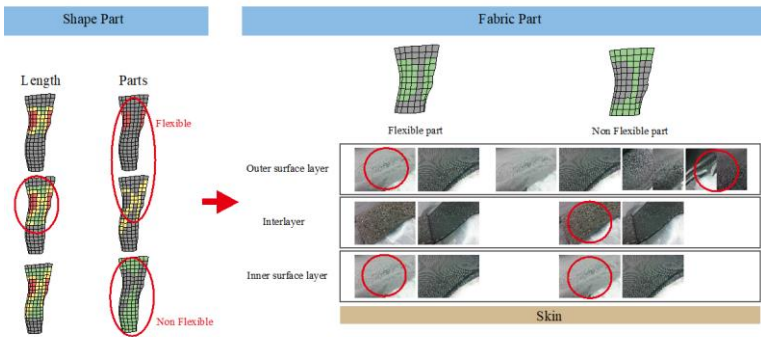 Shape Part
Fabric Part
Length
Parts
Flexible
Non Flexible
Flexible part
Non Flexible part
Outer surface layer
Interlayer
Inner surface layer
Skin